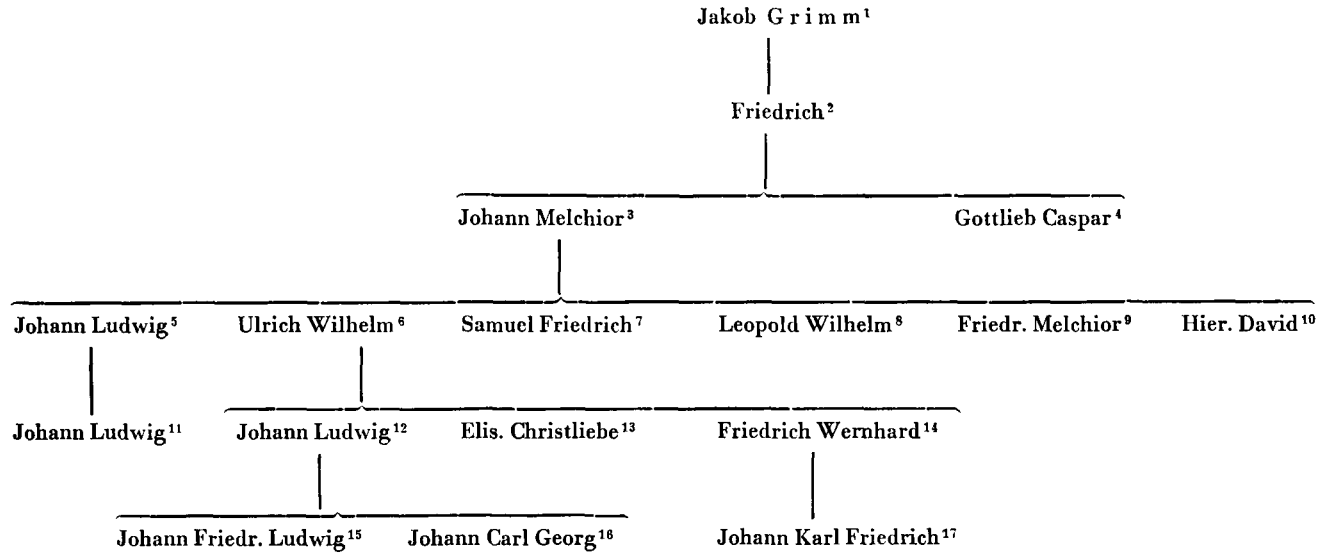 Jakob Grimm¹
Friedrich²
Johann Melchior³ Gottlieb Caspar⁴
Johann Ludwig⁵ Ulrich Wilhelm⁶ Samuel Friedrich⁷ Leopold Wilhelm⁸ Friedr. Melchior⁹ Hier. David¹⁰
Johann Ludwig¹¹ Johann Ludwig¹² Elis. Christliebe¹³ Friedrich Wernhard¹⁴
Johann Friedr. Ludwig¹⁵ Johann Carl Georg¹⁶ Johann Karl Friedrich¹⁷